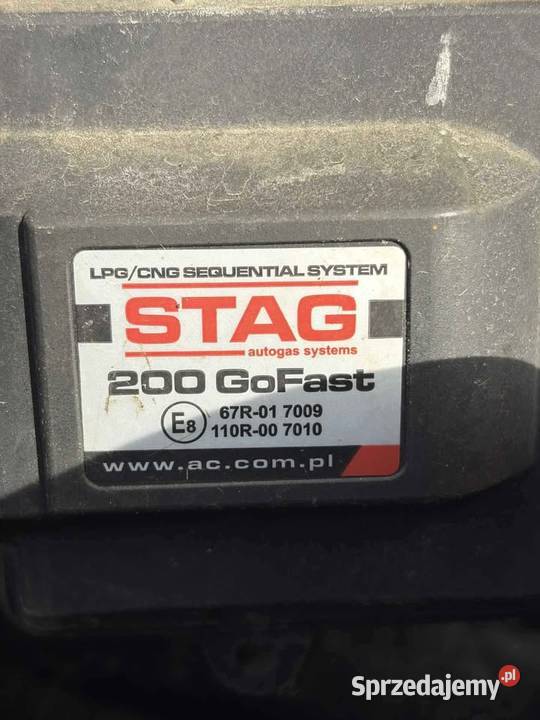 LPG/CNG SEQUENTIAL SYSTEM
STAG
autogas systems
200 GoFast
E8 67R-01 7009
110R-00 7010
www.ac.com.pl
Sprzedajemy.pl